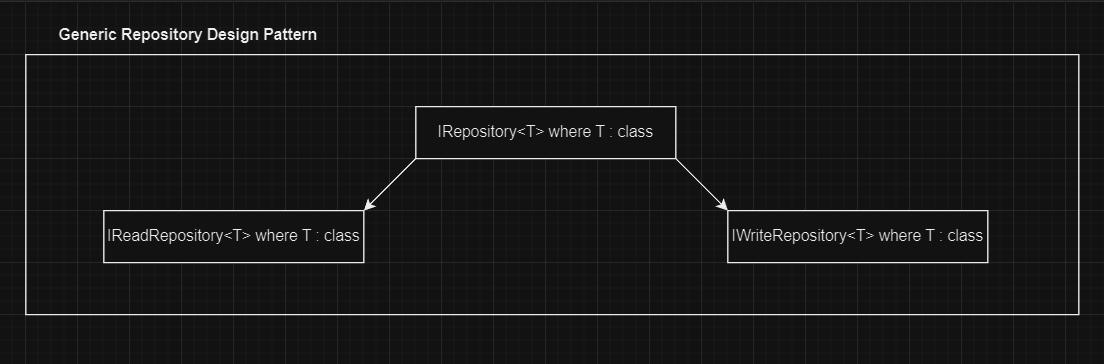 Generic Repository Design Pattern
IRepository<T> where T : class
IReadRepository<T> where T : class
IWriteRepository<T> where T : class